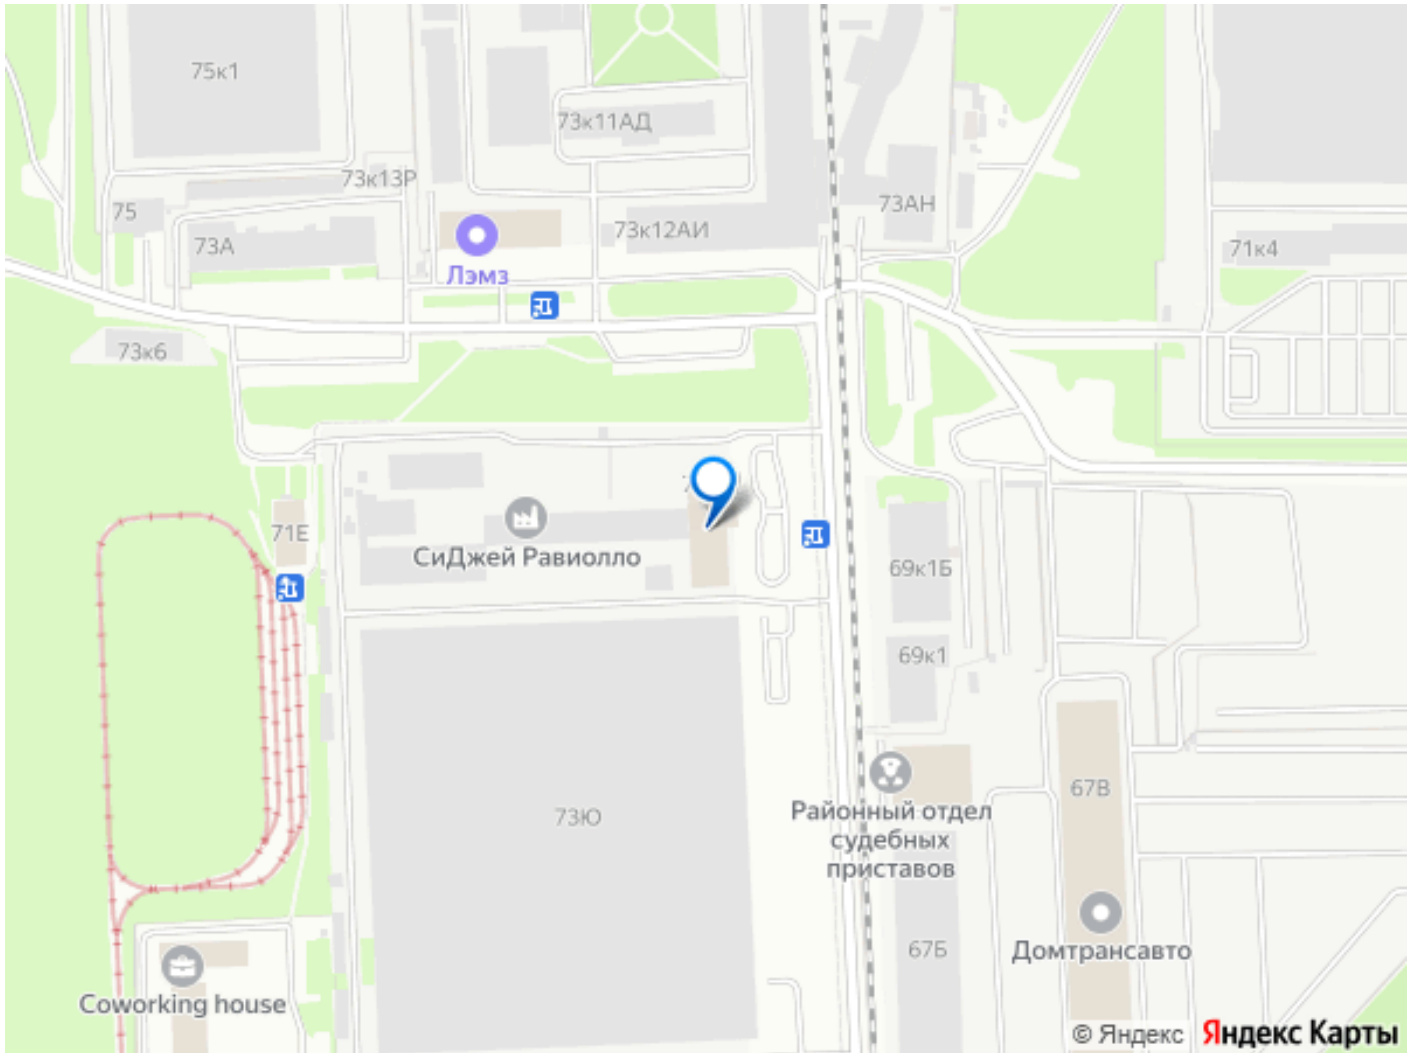 75к1
73к11АД
73к13Р
75
73АН
73к12АИ
73А
71к4
Лэмз
73к6
71Е
СиДжей Равиолло
69к1Б
69к1
67В
Районный отдел
судебных
приставов
73Ю
67Б
Домтрансавто
Coworking house
© Яндекс Яндекс Карты